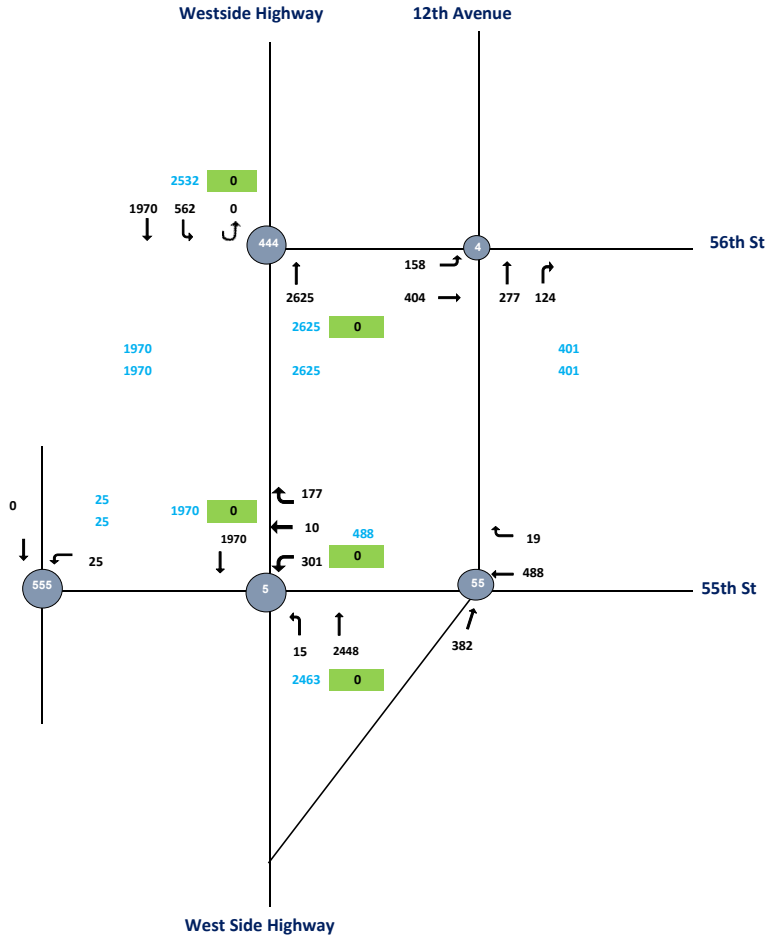 Westside Highway 12th Avenue
2532 0
1970 562 0
444 4 56th St
158
404 2625 277 124
2625 0
1970 401
1970 2625 401
177
0 25 1970 0
25 10
1970 488 19
25 301 0 488
555 5 55 55th St
15 2448 382
2463 0
West Side Highway